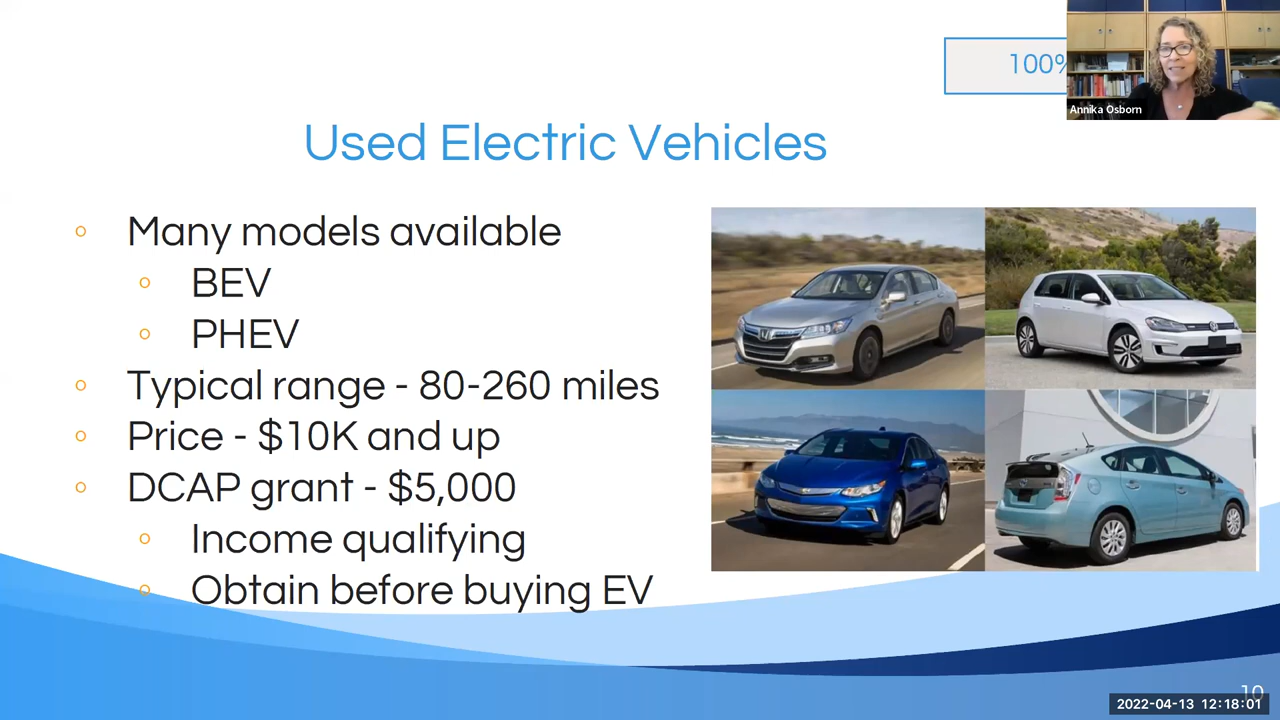 100%
Annika Osborn
Used Electric Vehicles
Many models available
BEV
PHEV
Typical range - 80-260 miles
Price - $10K and up
DCAP grant - $5,000
Income qualifying
Obtain before buying EV
10
2022-04-13 12:18:01